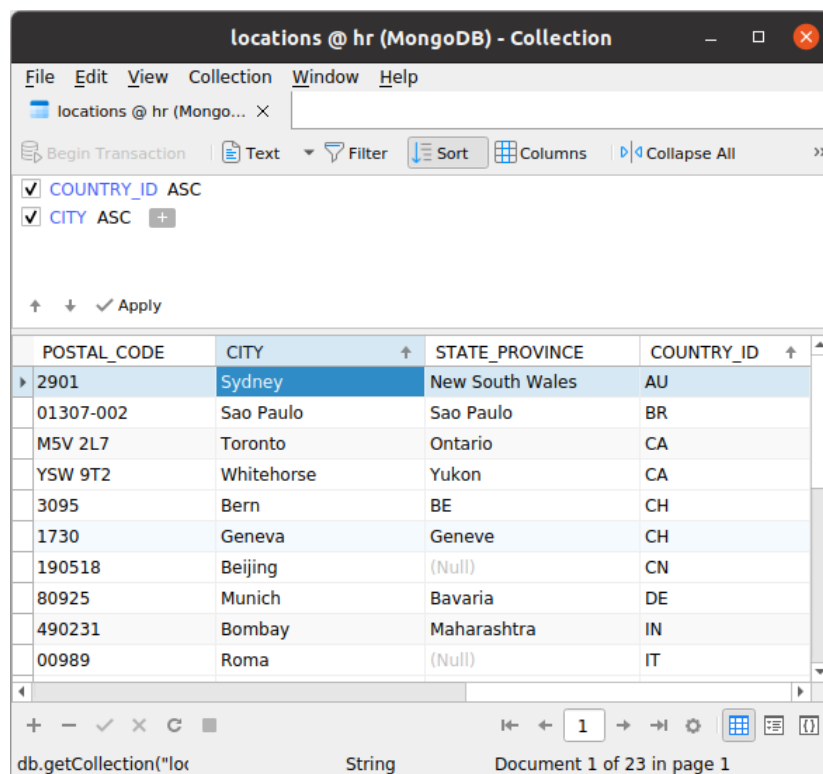 locations @ hr (MongoDB) - Collection
File Edit View Collection Window Help
locations @ hr (Mongo...
Begin Transaction Text Filter Sort Columns Collapse All
COUNTRY_ID ASC
CITY ASC
Apply
POSTAL_CODE CITY STATE_PROVINCE COUNTRY_ID
2901 Sydney New South Wales AU
01307-002 Sao Paulo Sao Paulo BR
M5V 2L7 Toronto Ontario CA
YSW 9T2 Whitehorse Yukon CA
3095 Bern BE CH
1730 Geneva Geneve CH
190518 Beijing (Null) CN
80925 Munich Bavaria DE
490231 Bombay Maharashtra IN
00989 Roma (Null) IT
1
db.getCollection("loc String Document 1 of 23 in page 1